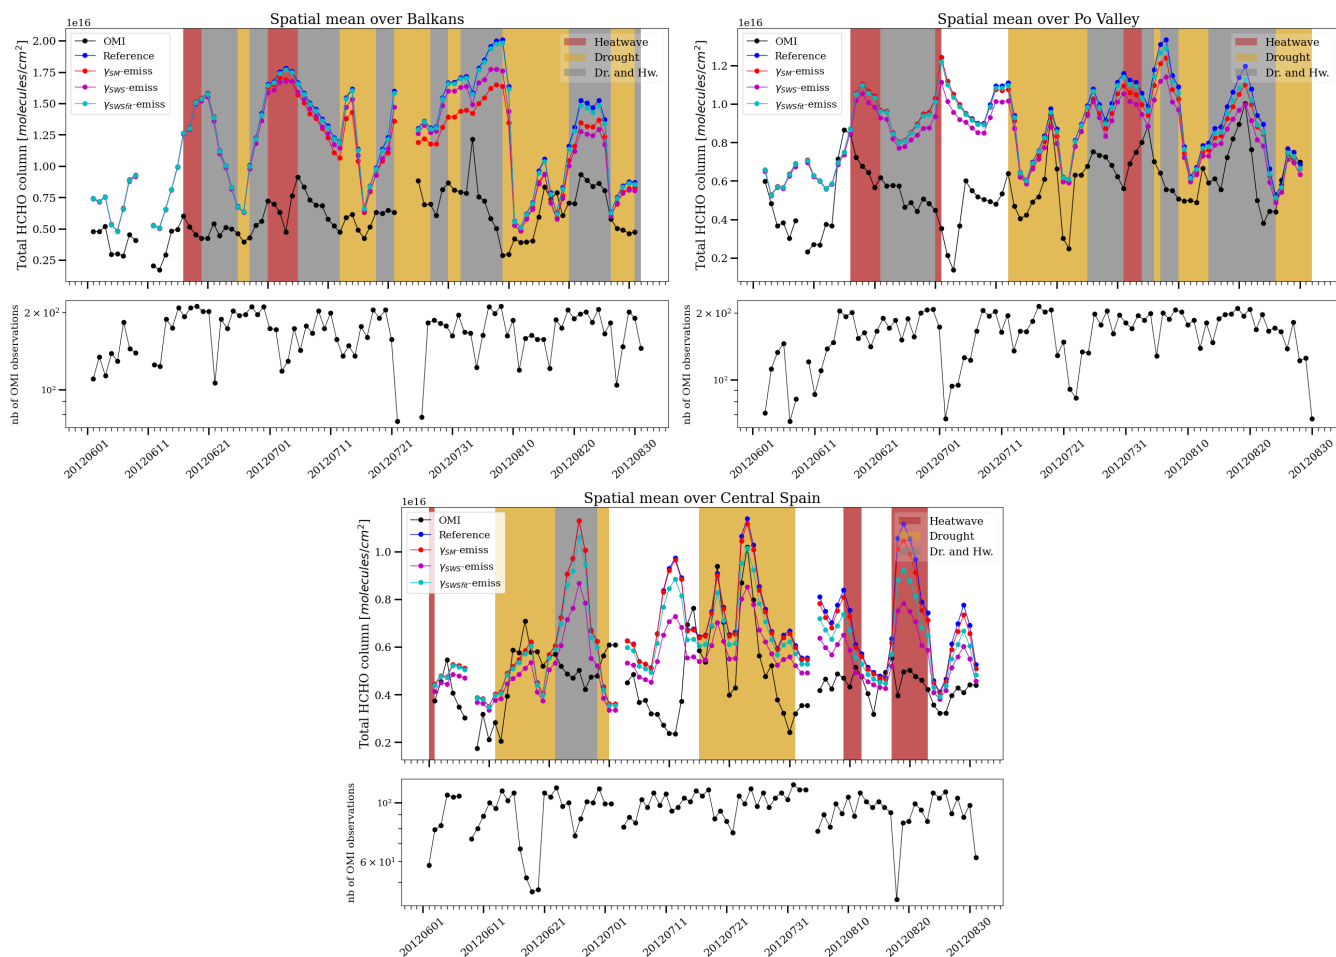 Spatial mean over Balkans
1e16
Total HCHO column [molecules/cm²]
2.00
1.75
1.50
1.25
1.00
0.75
0.50
0.25
OMI
Reference
γSM-emiss
γSWS-emiss
γSWSfit-emiss
Heatwave
Drought
Dr. and Hw.
nb of OMI observations
2 × 10²
10²
20120601
20120611
20120621
20120701
20120711
20120721
20120731
20120810
20120820
20120830
Spatial mean over Po Valley
1e16
Total HCHO column [molecules/cm²]
1.2
1.0
0.8
0.6
0.4
0.2
OMI
Reference
γSM-emiss
γSWS-emiss
γSWSfit-emiss
Heatwave
Drought
Dr. and Hw.
nb of OMI observations
2 × 10²
10²
20120601
20120611
20120621
20120701
20120711
20120721
20120731
20120810
20120820
20120830
Spatial mean over Central Spain
1e16
Total HCHO column [molecules/cm²]
1.0
0.8
0.6
0.4
0.2
OMI
Reference
γSM-emiss
γSWS-emiss
γSWSfit-emiss
Heatwave
Drought
Dr. and Hw.
nb of OMI observations
10²
6 × 10¹
20120601
20120611
20120621
20120701
20120711
20120721
20120731
20120810
20120820
20120830